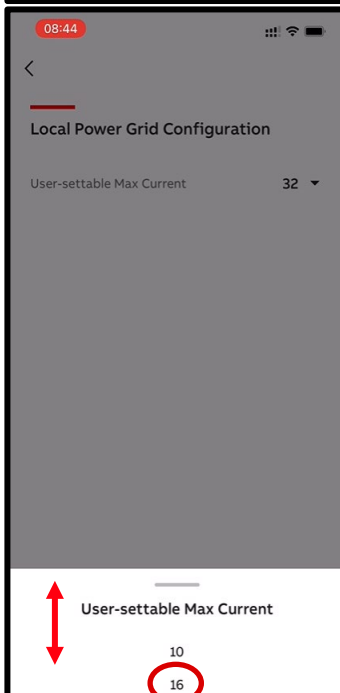 08:44
Local Power Grid Configuration
User-settable Max Current 32
User-settable Max Current
10
16